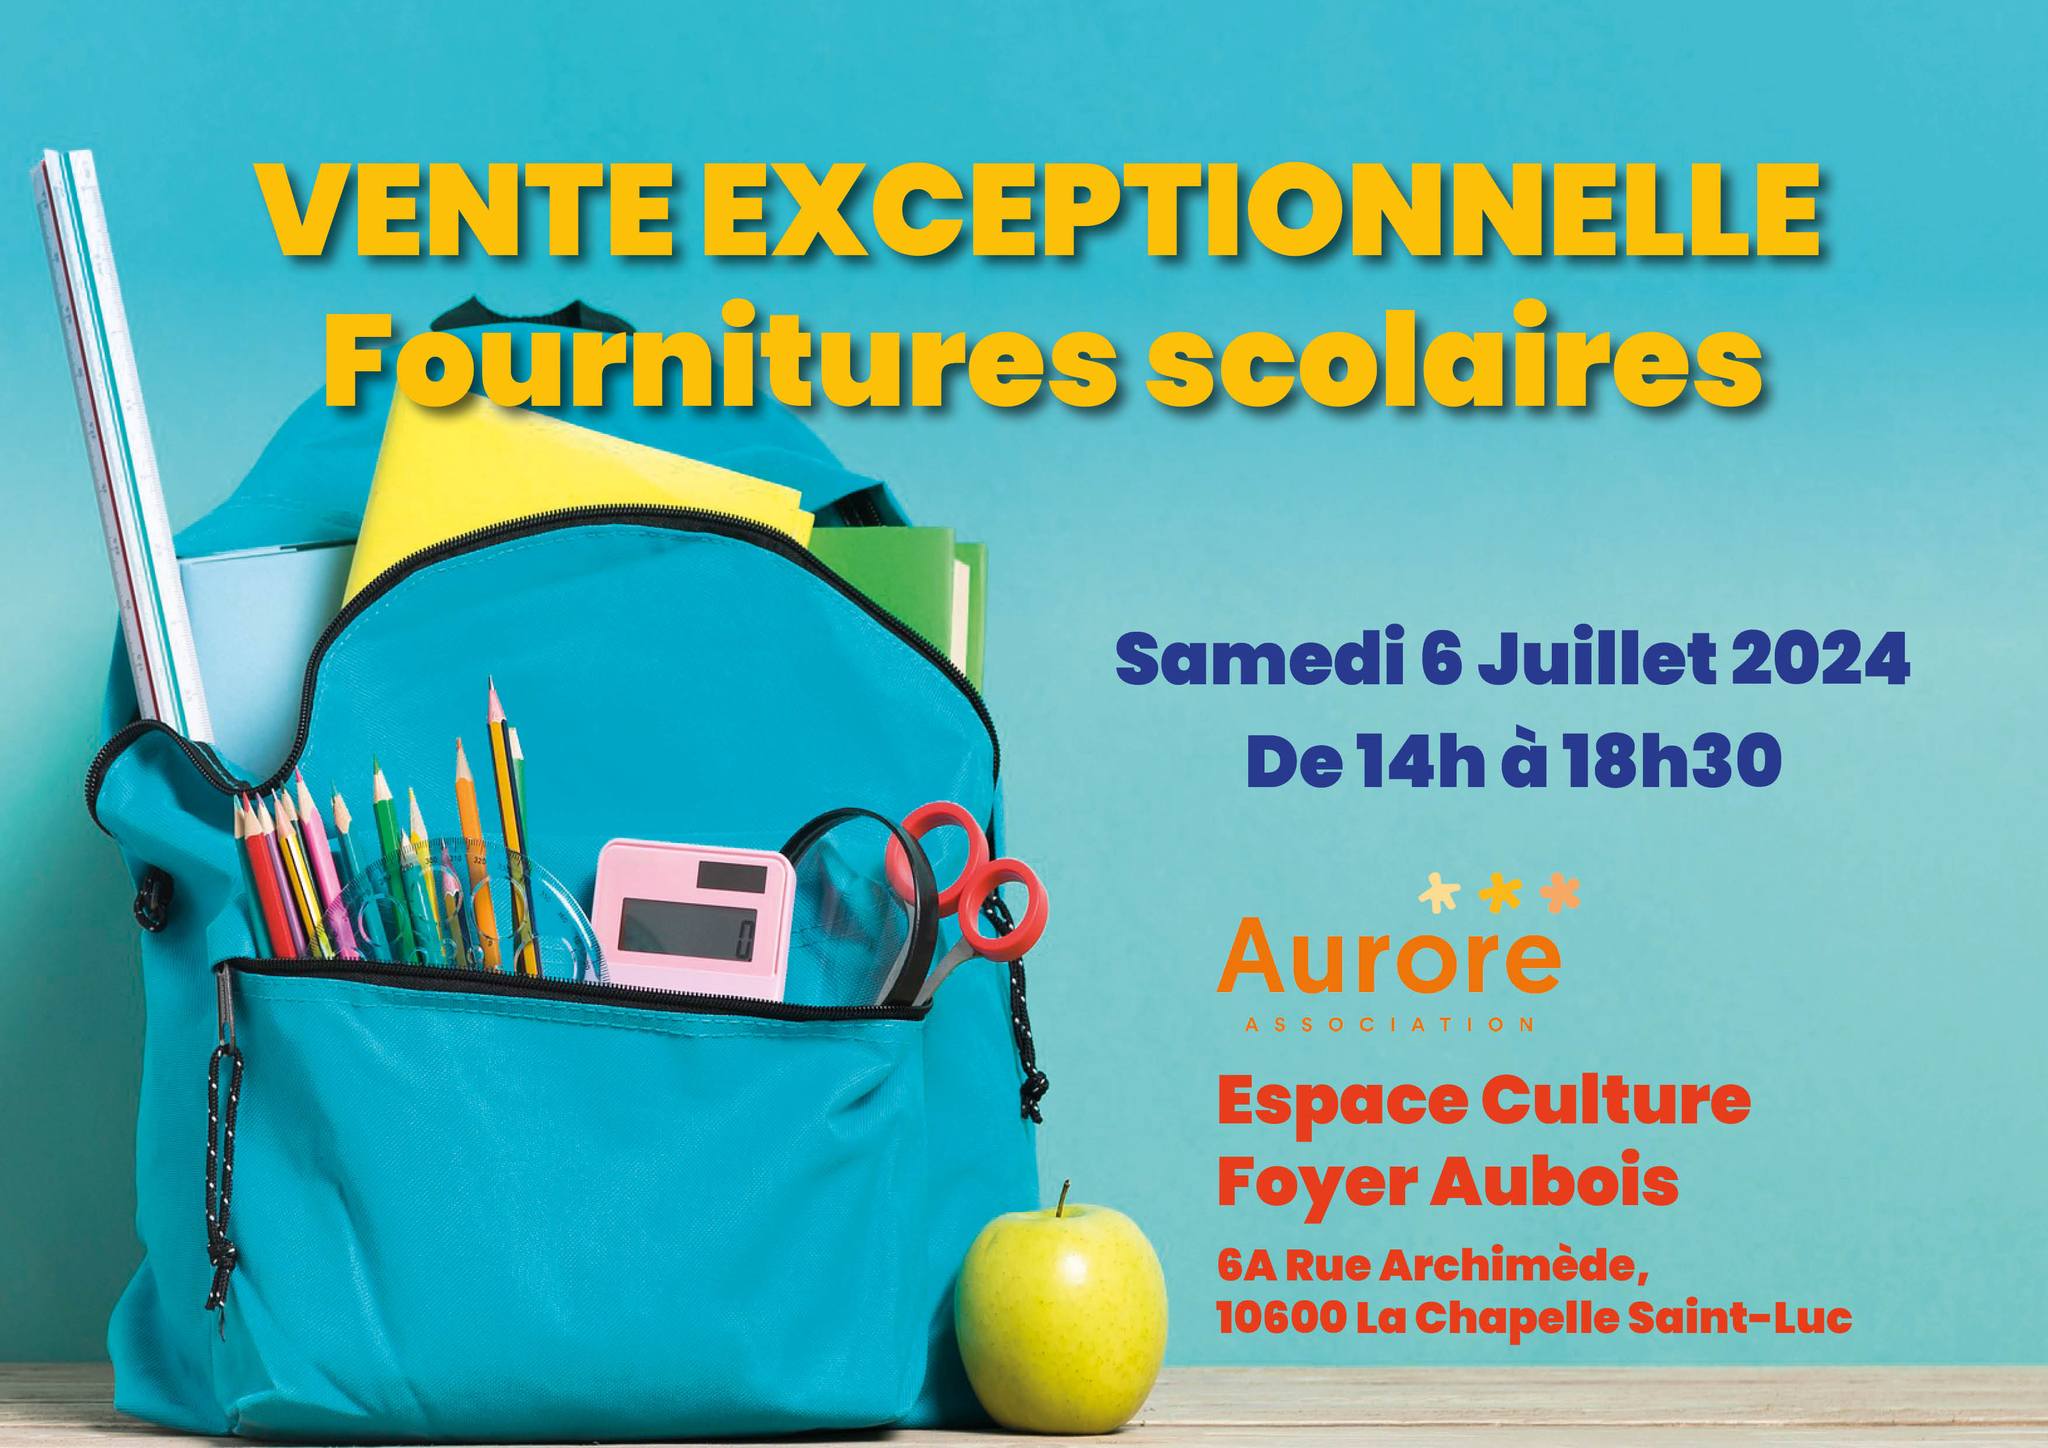 VENTE EXCEPTIONNELLE
Fournitures scolaires
Samedi 6 Juillet 2024
De 14h à 18h30
Aurore
ASSOCIATION
Espace Culture
Foyer Aubois
6A Rue Archimède,
10600 La Chapelle Saint-Luc